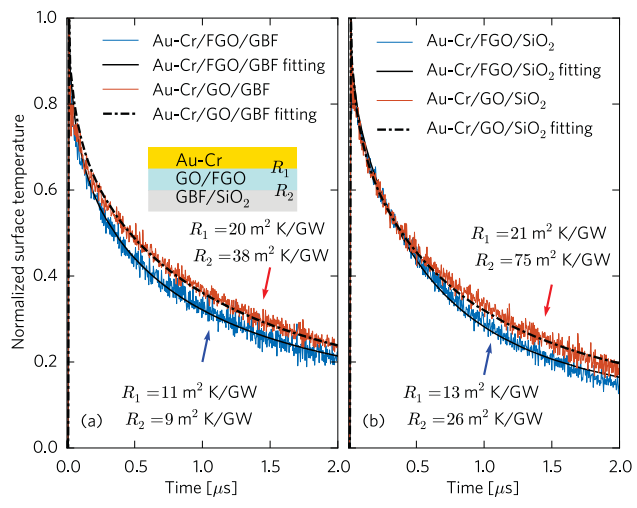 Normalized surface temperature
1.0
0.8
0.6
0.4
0.2
0.0
Au-Cr/FGO/GBF
Au-Cr/FGO/GBF fitting
Au-Cr/GO/GBF
Au-Cr/GO/GBF fitting
Au-Cr
GO/FGO
GBF/SiO₂
R₁
R₂
R₁ =20 m² K/GW
R₂ =38 m² K/GW
R₁ =11 m² K/GW
R₂ =9 m² K/GW
(a)
0.0 0.5 1.0 1.5 2.0
Time [μs]
Au-Cr/FGO/SiO₂
Au-Cr/FGO/SiO₂ fitting
Au-Cr/GO/SiO₂
Au-Cr/GO/SiO₂ fitting
R₁ =21 m² K/GW
R₂ =75 m² K/GW
R₁ =13 m² K/GW
R₂ =26 m² K/GW
(b)
0.5 1.0 1.5 2.0
Time [μs]